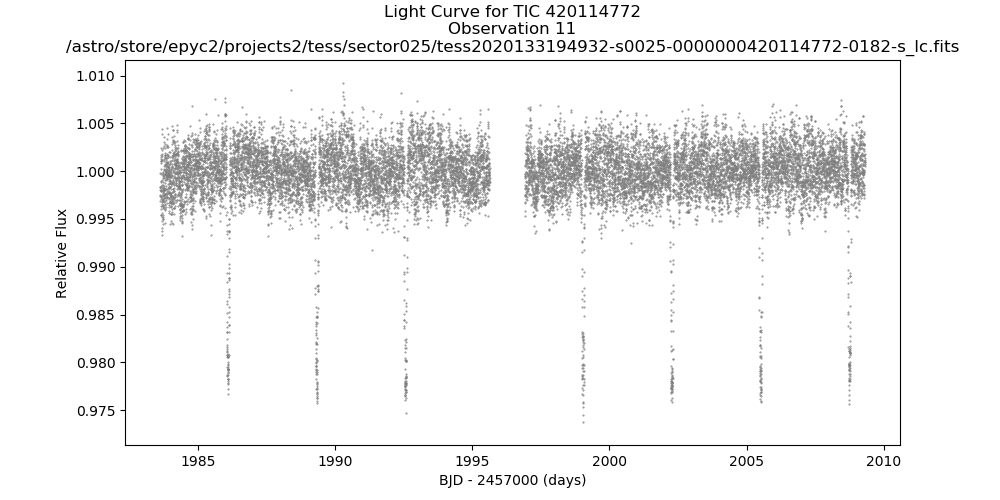 Light Curve for TIC 420114772
Observation 11
/astro/store/epyc2/projects2/tess/sector025/tess2020133194932-s0025-0000000420114772-0182-s_lc.fits
1.010
1.005
1.000
0.995
0.990
0.985
0.980
0.975
Relative Flux
1985
1990
1995
2000
2005
2010
BJD - 2457000 (days)